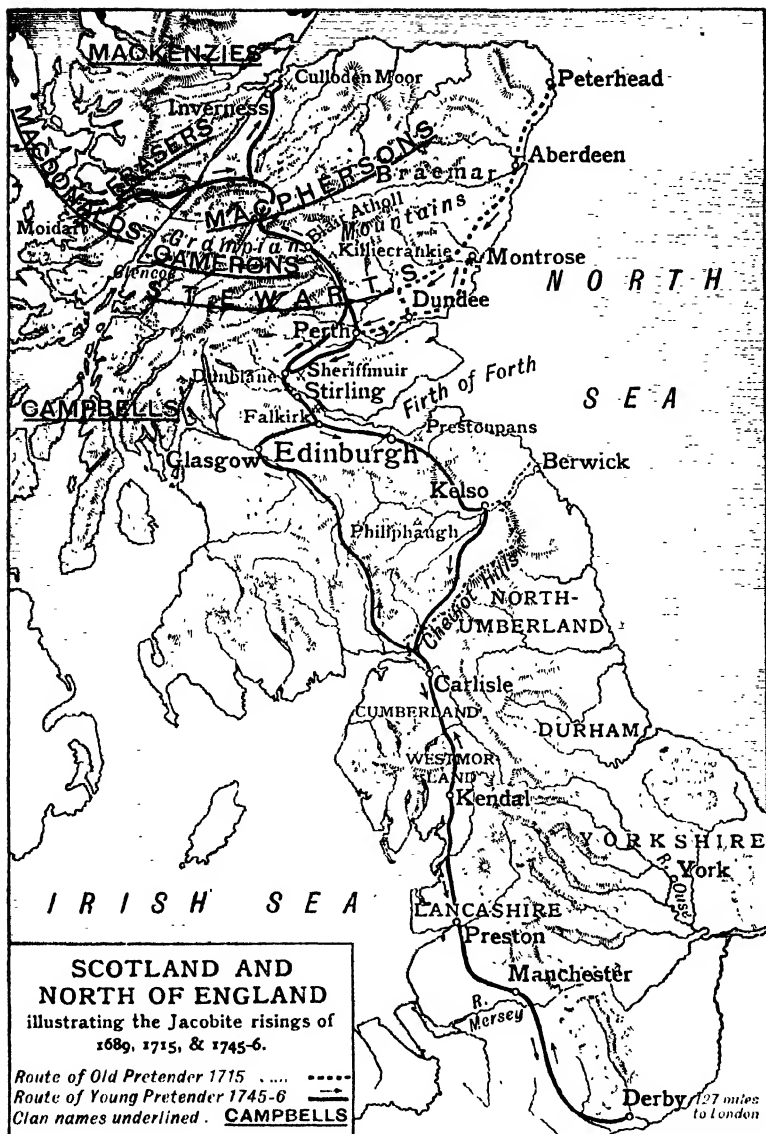 MACKENZIES
Culloden Moor
Peterhead
Inverness
MACDONALDS
FRASERS
Aberdeen
MACPHERSONS
Braemar
Moidart
Blair Atholl
Mountains
Grampian
Killiecrankie
Montrose
CAMERONS
Glencoe
STEWARTS
NORTH
Dundee
Perth
Dunblane
Sheriffmuir
Stirling
Firth of Forth
SEA
CAMPBELLS
Falkirk
Prestonpans
Edinburgh
Glasgow
Berwick
Kelso
Philiphaugh
Cheviot Hills
NORTH-
UMBERLAND
Carlisle
CUMBERLAND
DURHAM
WESTMOR-
LAND
Kendal
YORKSHIRE
R. Ouse
York
IRISH SEA
LANCASHIRE
Preston
Manchester
R.
Mersey
Derby
127 miles
to London
SCOTLAND AND
NORTH OF ENGLAND
illustrating the Jacobite risings of
1689, 1715, & 1745-6.
Route of Old Pretender 1715 .....
Route of Young Pretender 1745-6
Clan names underlined . CAMPBELLS